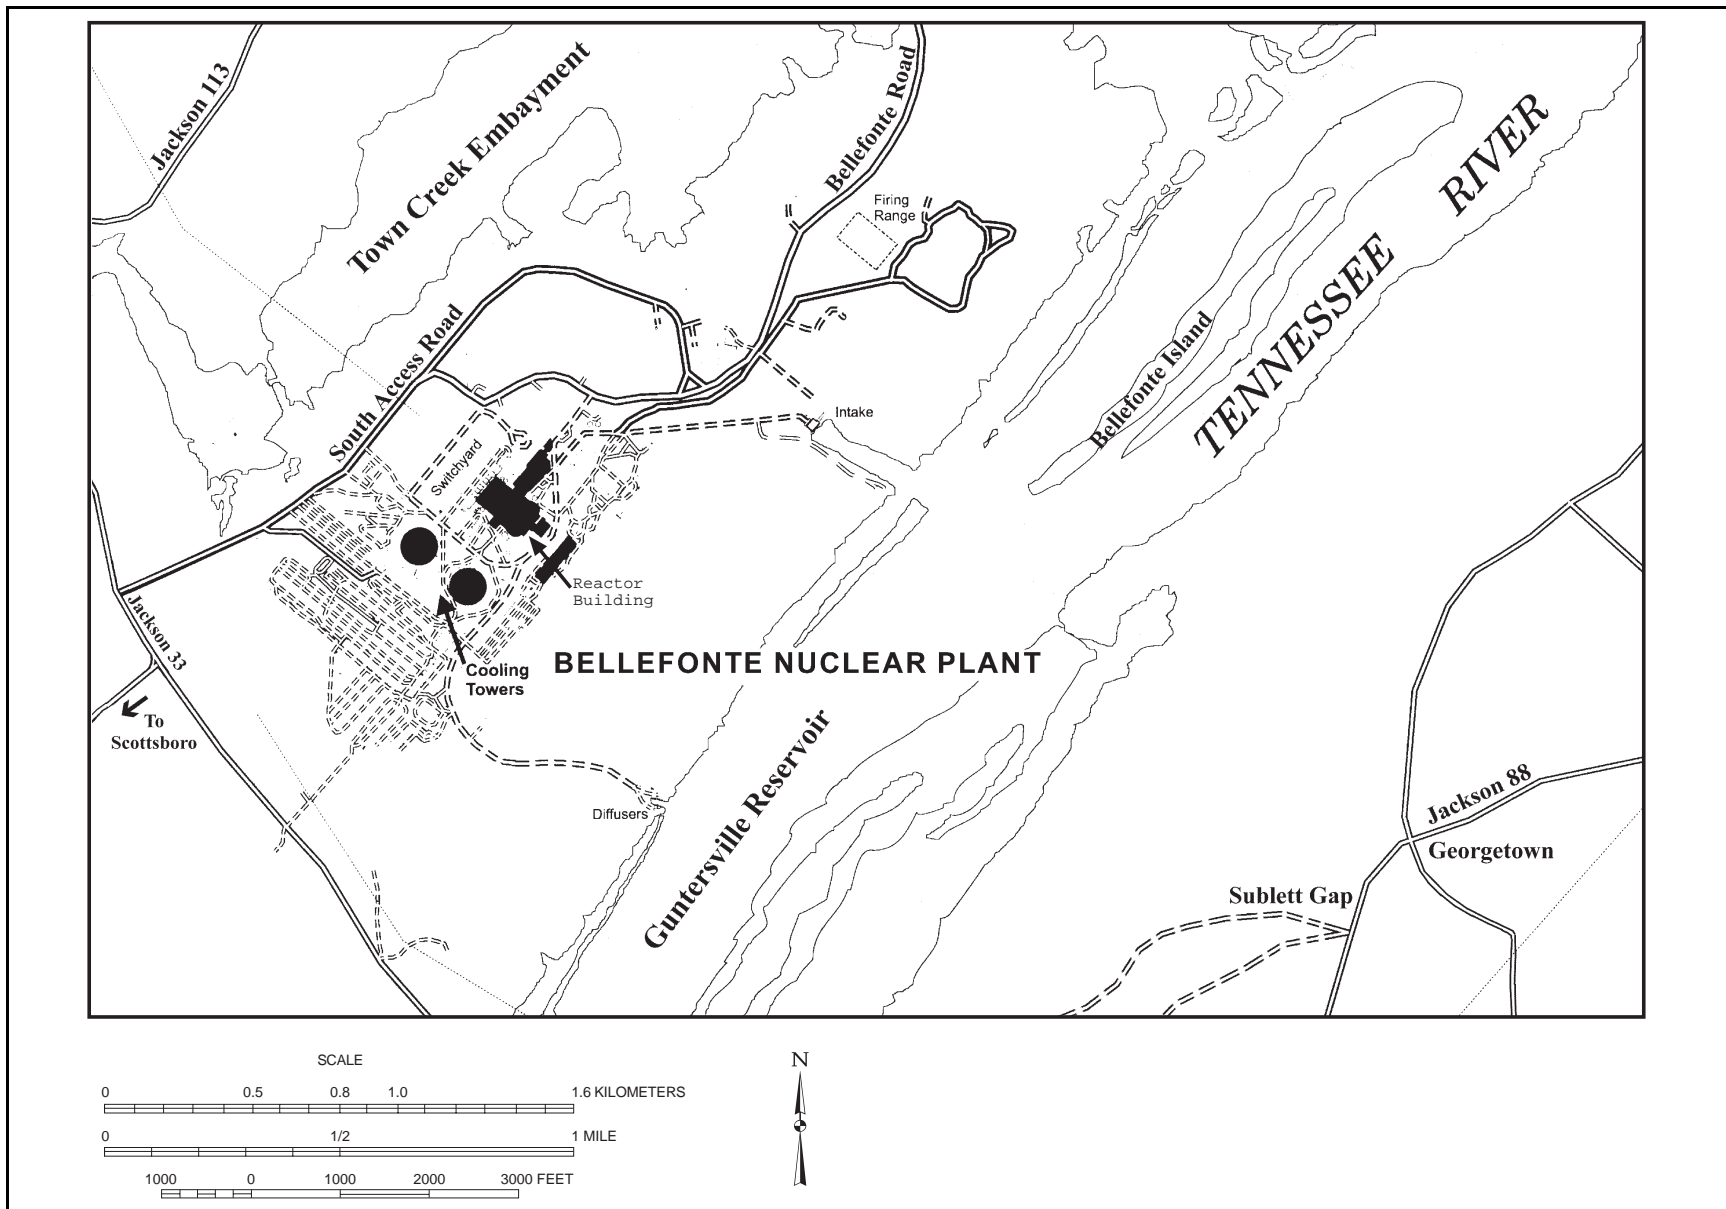 Jackson 113
Town Creek Embayment
Bellefonte Road
Firing
Range
RIVER
TENNESSEE
Bellefonte Island
South Access Road
Intake
Switchyard
Reactor
Building
Jackson 33
Cooling
Towers
BELLEFONTE NUCLEAR PLANT
To
Scottsboro
Guntersville Reservoir
Diffusers
Jackson 88
Georgetown
Sublett Gap
SCALE
0 0.5 0.8 1.0 1.6 KILOMETERS
0 1/2 1 MILE
1000 0 1000 2000 3000 FEET
N